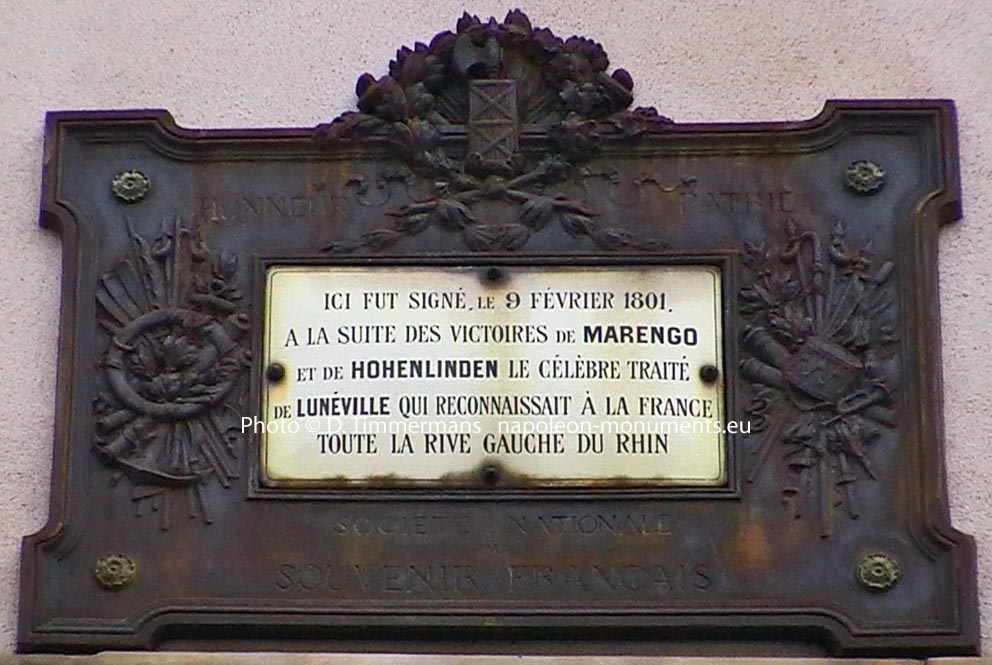 HONNEUR PATRIE
ICI FUT SIGNÉ, LE 9 FÉVRIER 1801,
A LA SUITE DES VICTOIRES DE MARENGO
ET DE HOHENLINDEN LE CÉLÈBRE TRAITÉ
DE LUNÉVILLE QUI RECONNAISSAIT À LA FRANCE
Photo © D. Timmermans napoleon-monuments.eu
TOUTE LA RIVE GAUCHE DU RHIN
SOCIETE NATIONALE
SOUVENIR FRANÇAIS